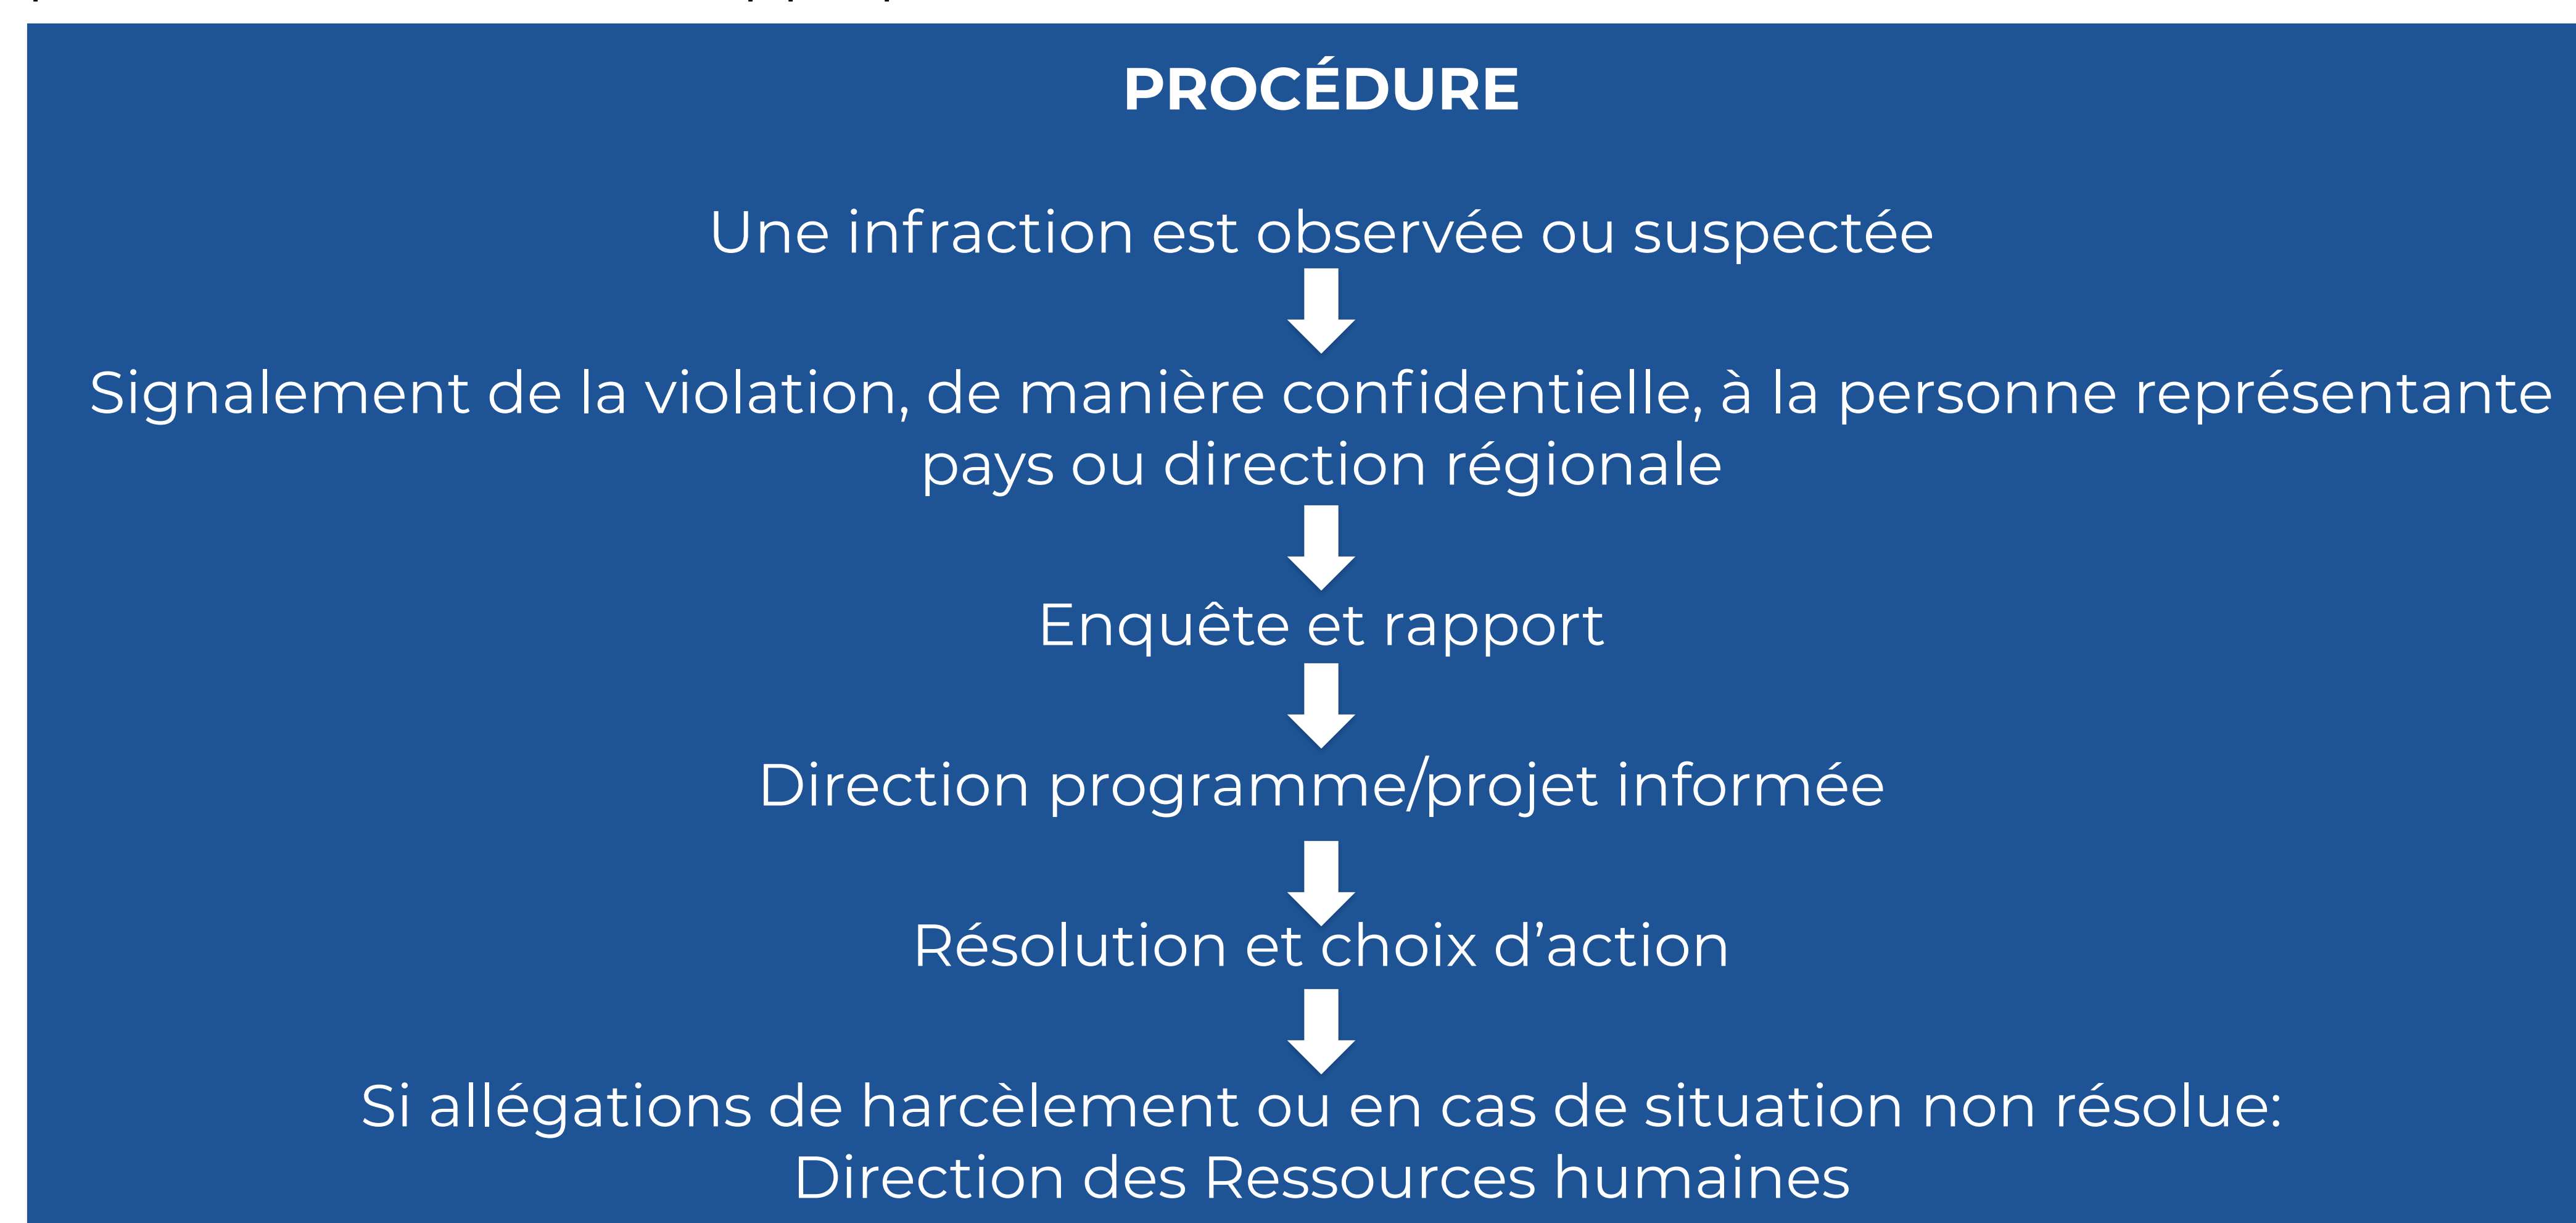 PROCÉDURE
Une infraction est observée ou suspectée
Signalement de la violation, de manière confidentielle, à la personne représentante
pays ou direction régionale
Enquête et rapport
Direction programme/projet informée
Résolution et choix d’action
Si allégations de harcèlement ou en cas de situation non résolue:
Direction des Ressources humaines